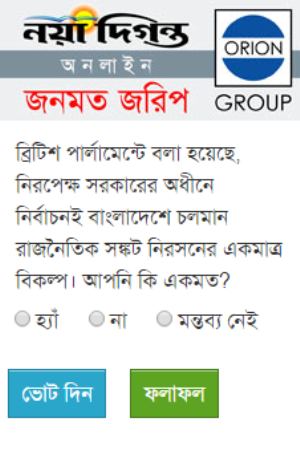 নয়া দিগন্ত
ORION
অনলাইন
জনমত জরিপ
GROUP
ব্রিটিশ পার্লামেন্টে বলা হয়েছে,
নিরপেক্ষ সরকারের অধীনে
নির্বাচনই বাংলাদেশে চলমান
রাজনৈতিক সঙ্কট নিরসনের একমাত্র
বিকল্প। আপনি কি একমত?
হ্যাঁ না মন্তব্য নেই
ভোট দিন ফলাফল